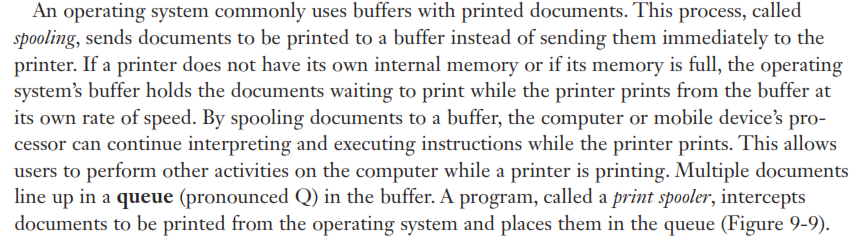 An operating system commonly uses buffers with printed documents. This process, called
spooling, sends documents to be printed to a buffer instead of sending them immediately to the
printer. If a printer does not have its own internal memory or if its memory is full, the operating
system’s buffer holds the documents waiting to print while the printer prints from the buffer at
its own rate of speed. By spooling documents to a buffer, the computer or mobile device’s pro-
cessor can continue interpreting and executing instructions while the printer prints. This allows
users to perform other activities on the computer while a printer is printing. Multiple documents
line up in a queue (pronounced Q) in the buffer. A program, called a print spooler, intercepts
documents to be printed from the operating system and places them in the queue (Figure 9-9).